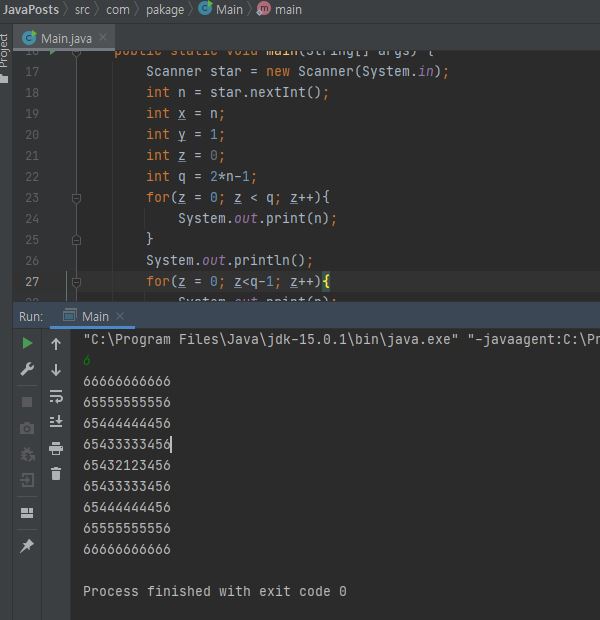 JavaPosts › src › com › pakage › Main › main
Project
Main.java ×
16 public static void main(String[] args) {
17 Scanner star = new Scanner(System.in);
18 int n = star.nextInt();
19 int x = n;
20 int y = 1;
21 int z = 0;
22 int q = 2*n-1;
23 for(z = 0; z < q; z++){
24 System.out.print(n);
25 }
26 System.out.println();
27 for(z = 0; z<q-1; z++){
28 System.out.print(n);
Run: Main ×
"C:\Program Files\Java\jdk-15.0.1\bin\java.exe" "-javaagent:C:\Pr
6
66666666666
65555555556
65444444456
65433333456
65432123456
65433333456
65444444456
65555555556
66666666666
Process finished with exit code 0